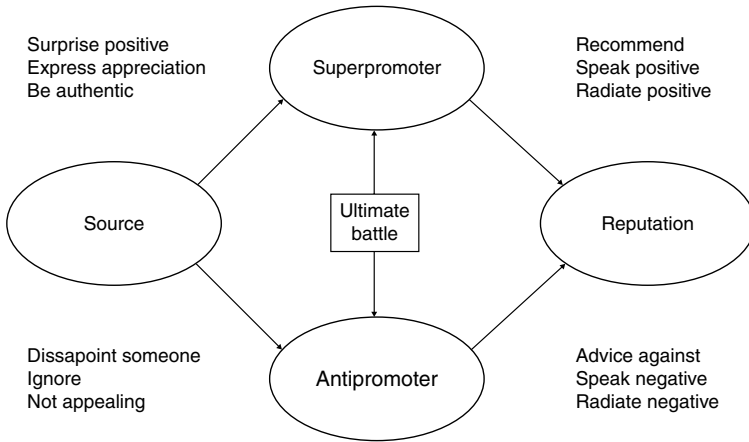 Surprise positive
Express appreciation
Be authentic
Superpromoter
Recommend
Speak positive
Radiate positive
Source
Ultimate
battle
Reputation
Dissapoint someone
Ignore
Not appealing
Antipromoter
Advice against
Speak negative
Radiate negative